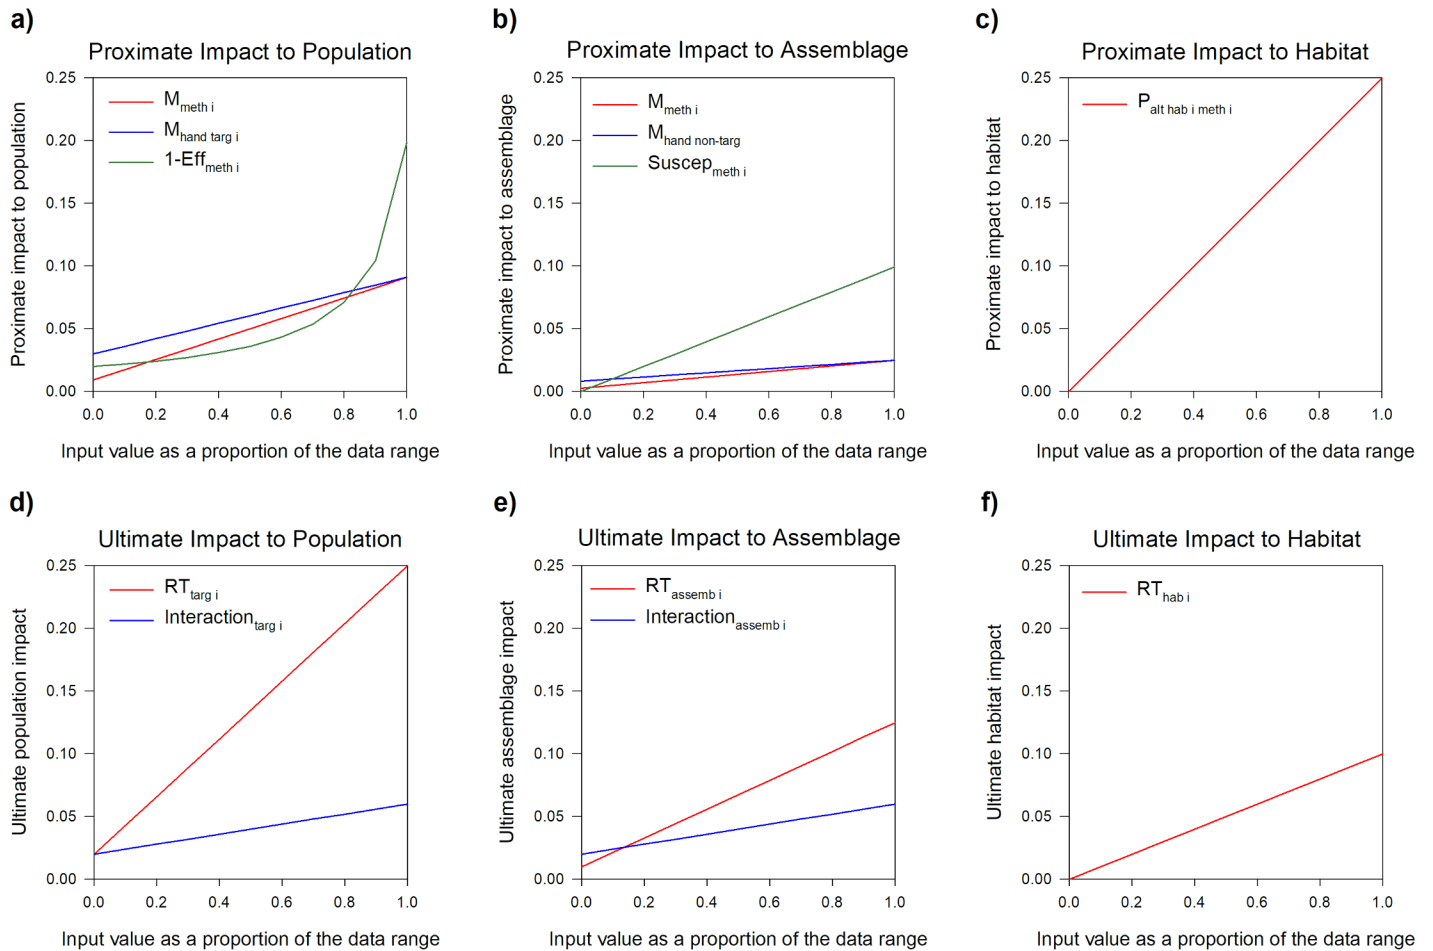 a)
Proximate Impact to Population
Proximate impact to population
0.25
0.20
0.15
0.10
0.05
0.00
M meth i
M hand targ i
1-Eff meth i
0.0 0.2 0.4 0.6 0.8 1.0
Input value as a proportion of the data range
b)
Proximate Impact to Assemblage
Proximate impact to assemblage
0.25
0.20
0.15
0.10
0.05
0.00
M meth i
M hand non-targ
Suscep meth i
0.0 0.2 0.4 0.6 0.8 1.0
Input value as a proportion of the data range
c)
Proximate Impact to Habitat
Proximate impact to habitat
0.25
0.20
0.15
0.10
0.05
0.00
P alt hab i meth i
0.0 0.2 0.4 0.6 0.8 1.0
Input value as a proportion of the data range
d)
Ultimate Impact to Population
Ultimate population impact
0.25
0.20
0.15
0.10
0.05
0.00
RT targ i
Interaction targ i
0.0 0.2 0.4 0.6 0.8 1.0
Input value as a proportion of the data range
e)
Ultimate Impact to Assemblage
Ultimate assemblage impact
0.25
0.20
0.15
0.10
0.05
0.00
RT assemb i
Interaction assemb i
0.0 0.2 0.4 0.6 0.8 1.0
Input value as a proportion of the data range
f)
Ultimate Impact to Habitat
Ultimate habitat impact
0.25
0.20
0.15
0.10
0.05
0.00
RT hab i
0.0 0.2 0.4 0.6 0.8 1.0
Input value as a proportion of the data range